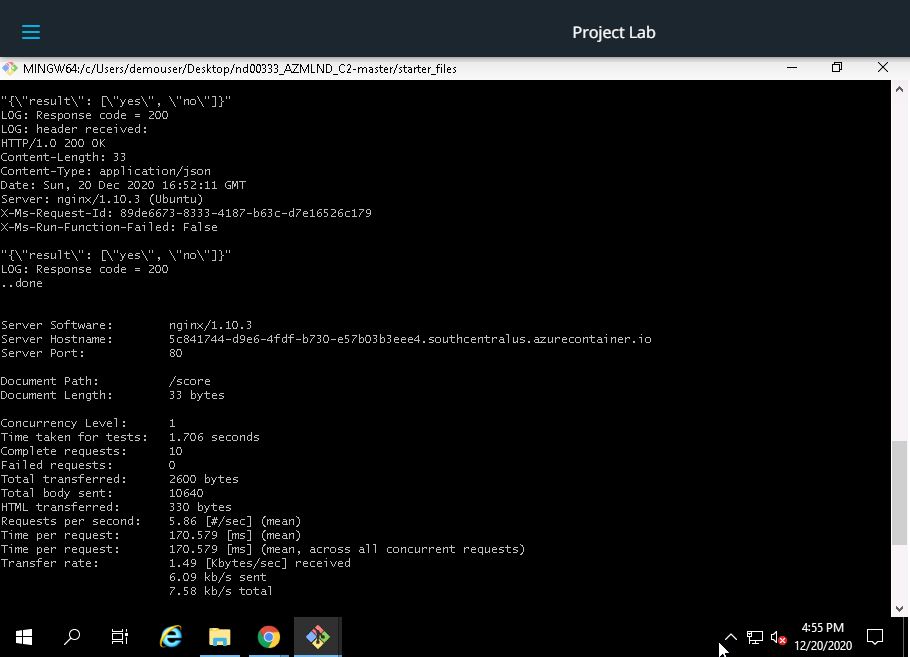 Project Lab
MINGW64:/c/Users/demouser/Desktop/nd00333_AZMLND_C2-master/starter_files
"{\"result\": [\"yes\", \"no\"]}"
LOG: Response code = 200
LOG: header received:
HTTP/1.0 200 OK
Content-Length: 33
Content-Type: application/json
Date: Sun, 20 Dec 2020 16:52:11 GMT
Server: nginx/1.10.3 (Ubuntu)
X-Ms-Request-Id: 89de6673-8333-4187-b63c-d7e16526c179
X-Ms-Run-Function-Failed: False
"{\"result\": [\"yes\", \"no\"]}"
LOG: Response code = 200
..done
Server Software:        nginx/1.10.3
Server Hostname:        5c841744-d9e6-4fdf-b730-e57b03b3eee4.southcentralus.azurecontainer.io
Server Port:            80
Document Path:          /score
Document Length:        33 bytes
Concurrency Level:      1
Time taken for tests:   1.706 seconds
Complete requests:      10
Failed requests:        0
Total transferred:      2600 bytes
Total body sent:        10640
HTML transferred:       330 bytes
Requests per second:    5.86 [#/sec] (mean)
Time per request:       170.579 [ms] (mean)
Time per request:       170.579 [ms] (mean, across all concurrent requests)
Transfer rate:          1.49 [Kbytes/sec] received
                        6.09 kb/s sent
                        7.58 kb/s total
4:55 PM
12/20/2020